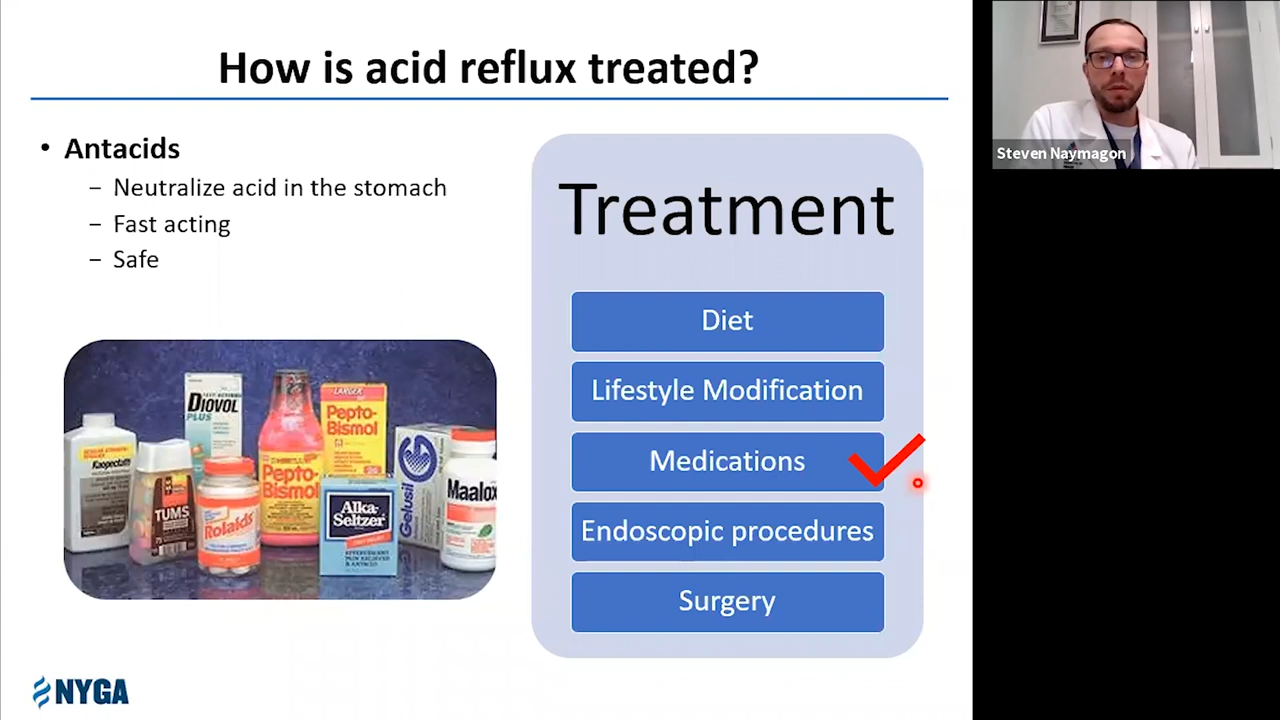 How is acid reflux treated?
• Antacids
– Neutralize acid in the stomach
– Fast acting
– Safe
Treatment
Diet
Lifestyle Modification
Medications
Endoscopic procedures
Surgery
Kaopectate
TUMS
DIOVOL
PLUS
Rolaids
Pepto-
Bismol
LARGER
Pepto-
Bismol
Alka-
Seltzer
Gelusil
Maalox
NYGA
Steven Naymagon